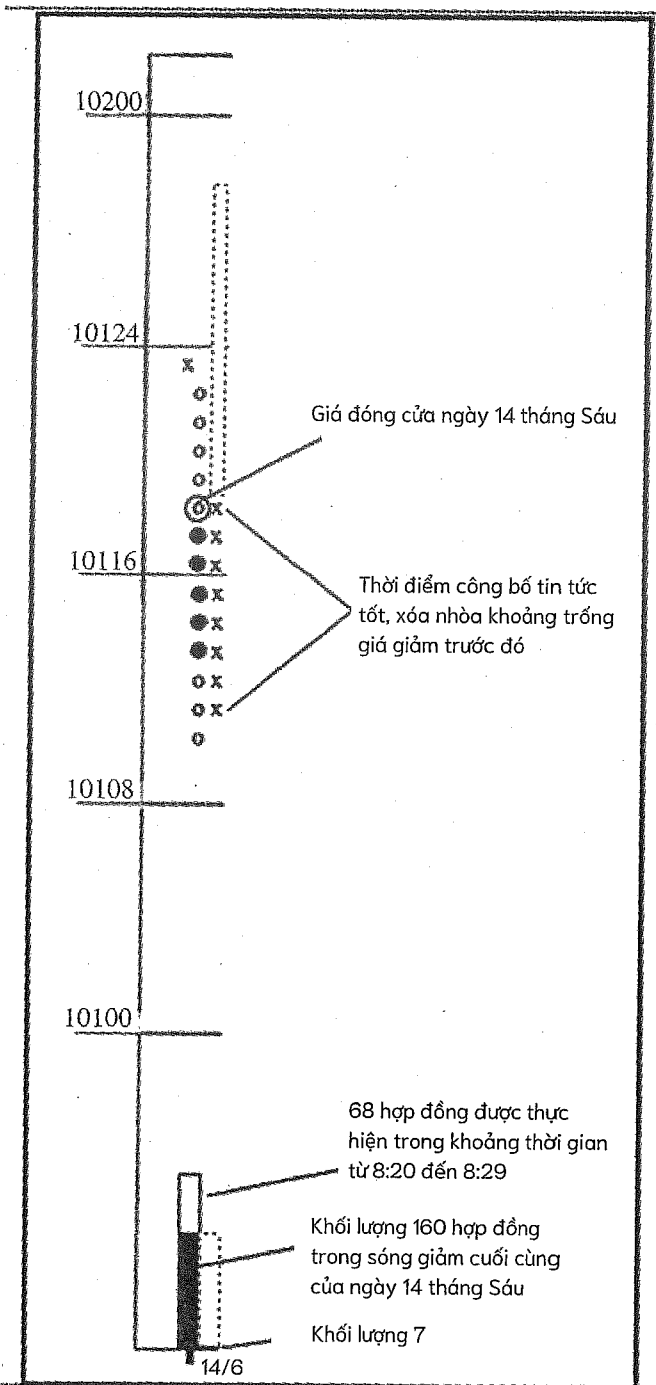 10200
10124
Giá đóng cửa ngày 14 tháng Sáu
10116
Thời điểm công bố tin tức
tốt, xóa nhòa khoảng trống
giá giảm trước đó
10108
10100
68 hợp đồng được thực
hiện trong khoảng thời gian
từ 8:20 đến 8:29
Khối lượng 160 hợp đồng
trong sóng giảm cuối cùng
của ngày 14 tháng Sáu
Khối lượng 7
14/6